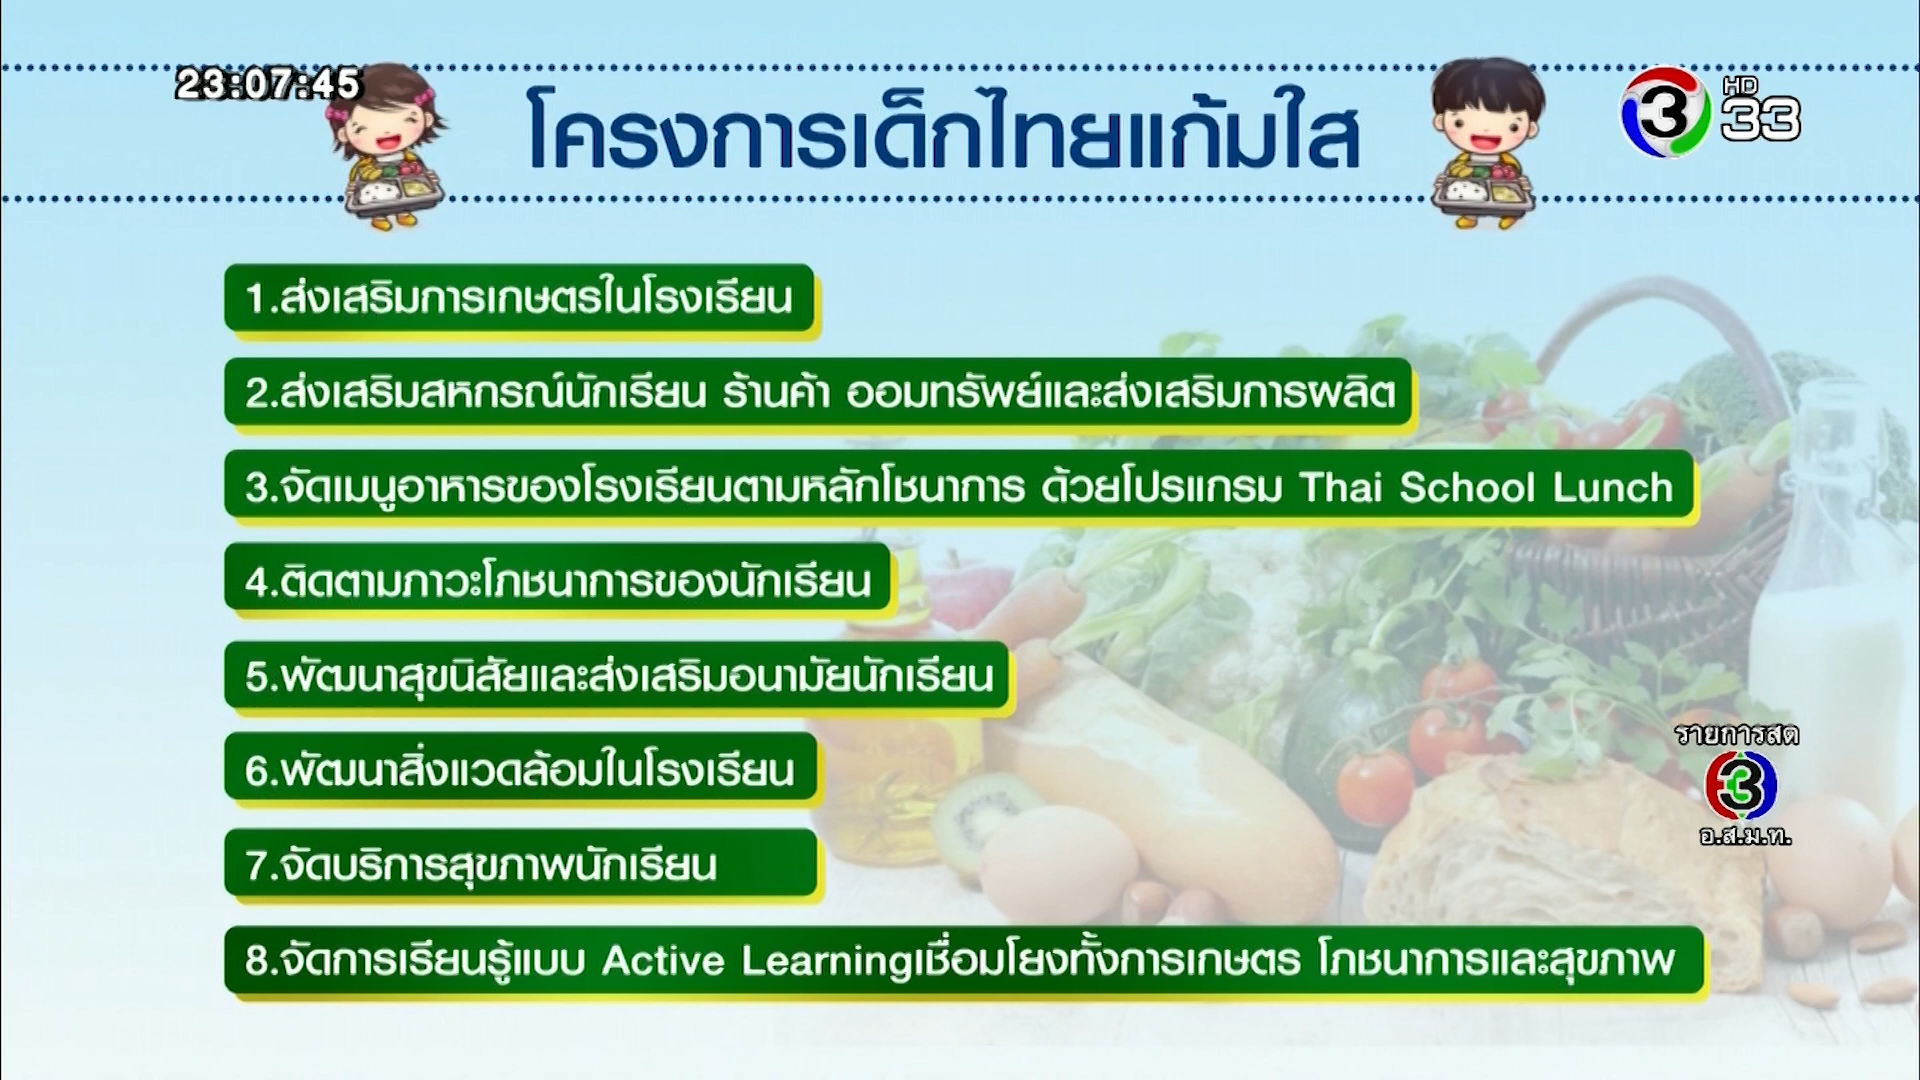 23:07:45
โครงการเด็กไทยแก้มใส
3 HD 33
1.ส่งเสริมการเกษตรในโรงเรียน
2.ส่งเสริมสหกรณ์นักเรียน ร้านค้า ออมทรัพย์และส่งเสริมการผลิต
3.จัดเมนูอาหารของโรงเรียนตามหลักโชนาการ ด้วยโปรแกรม Thai School Lunch
4.ติดตามภาวะโภชนาการของนักเรียน
5.พัฒนาสุขนิสัยและส่งเสริมอนามัยนักเรียน
6.พัฒนาสิ่งแวดล้อมในโรงเรียน
รายการสด
3
อ.ส.ม.ท.
7.จัดบริการสุขภาพนักเรียน
8.จัดการเรียนรู้แบบ Active Learningเชื่อมโยงทั้งการเกษตร โภชนาการและสุขภาพ